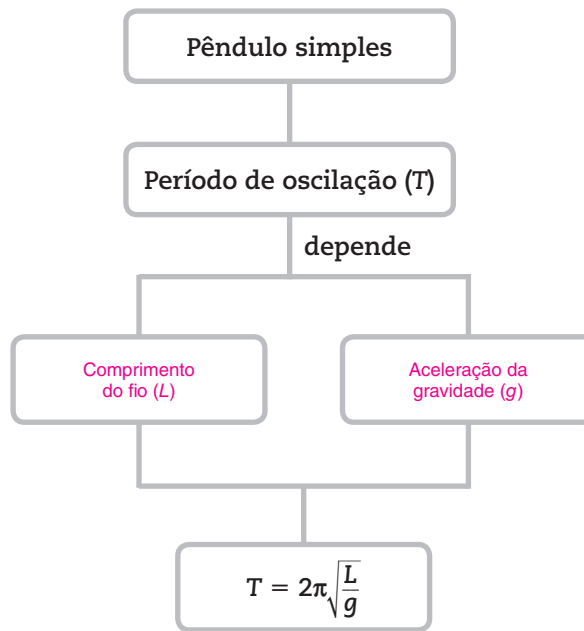 Pêndulo simples
Período de oscilação (T)
depende
Comprimento
do fio (L)
Aceleração da
gravidade (g)
T = 2π√(L/g)